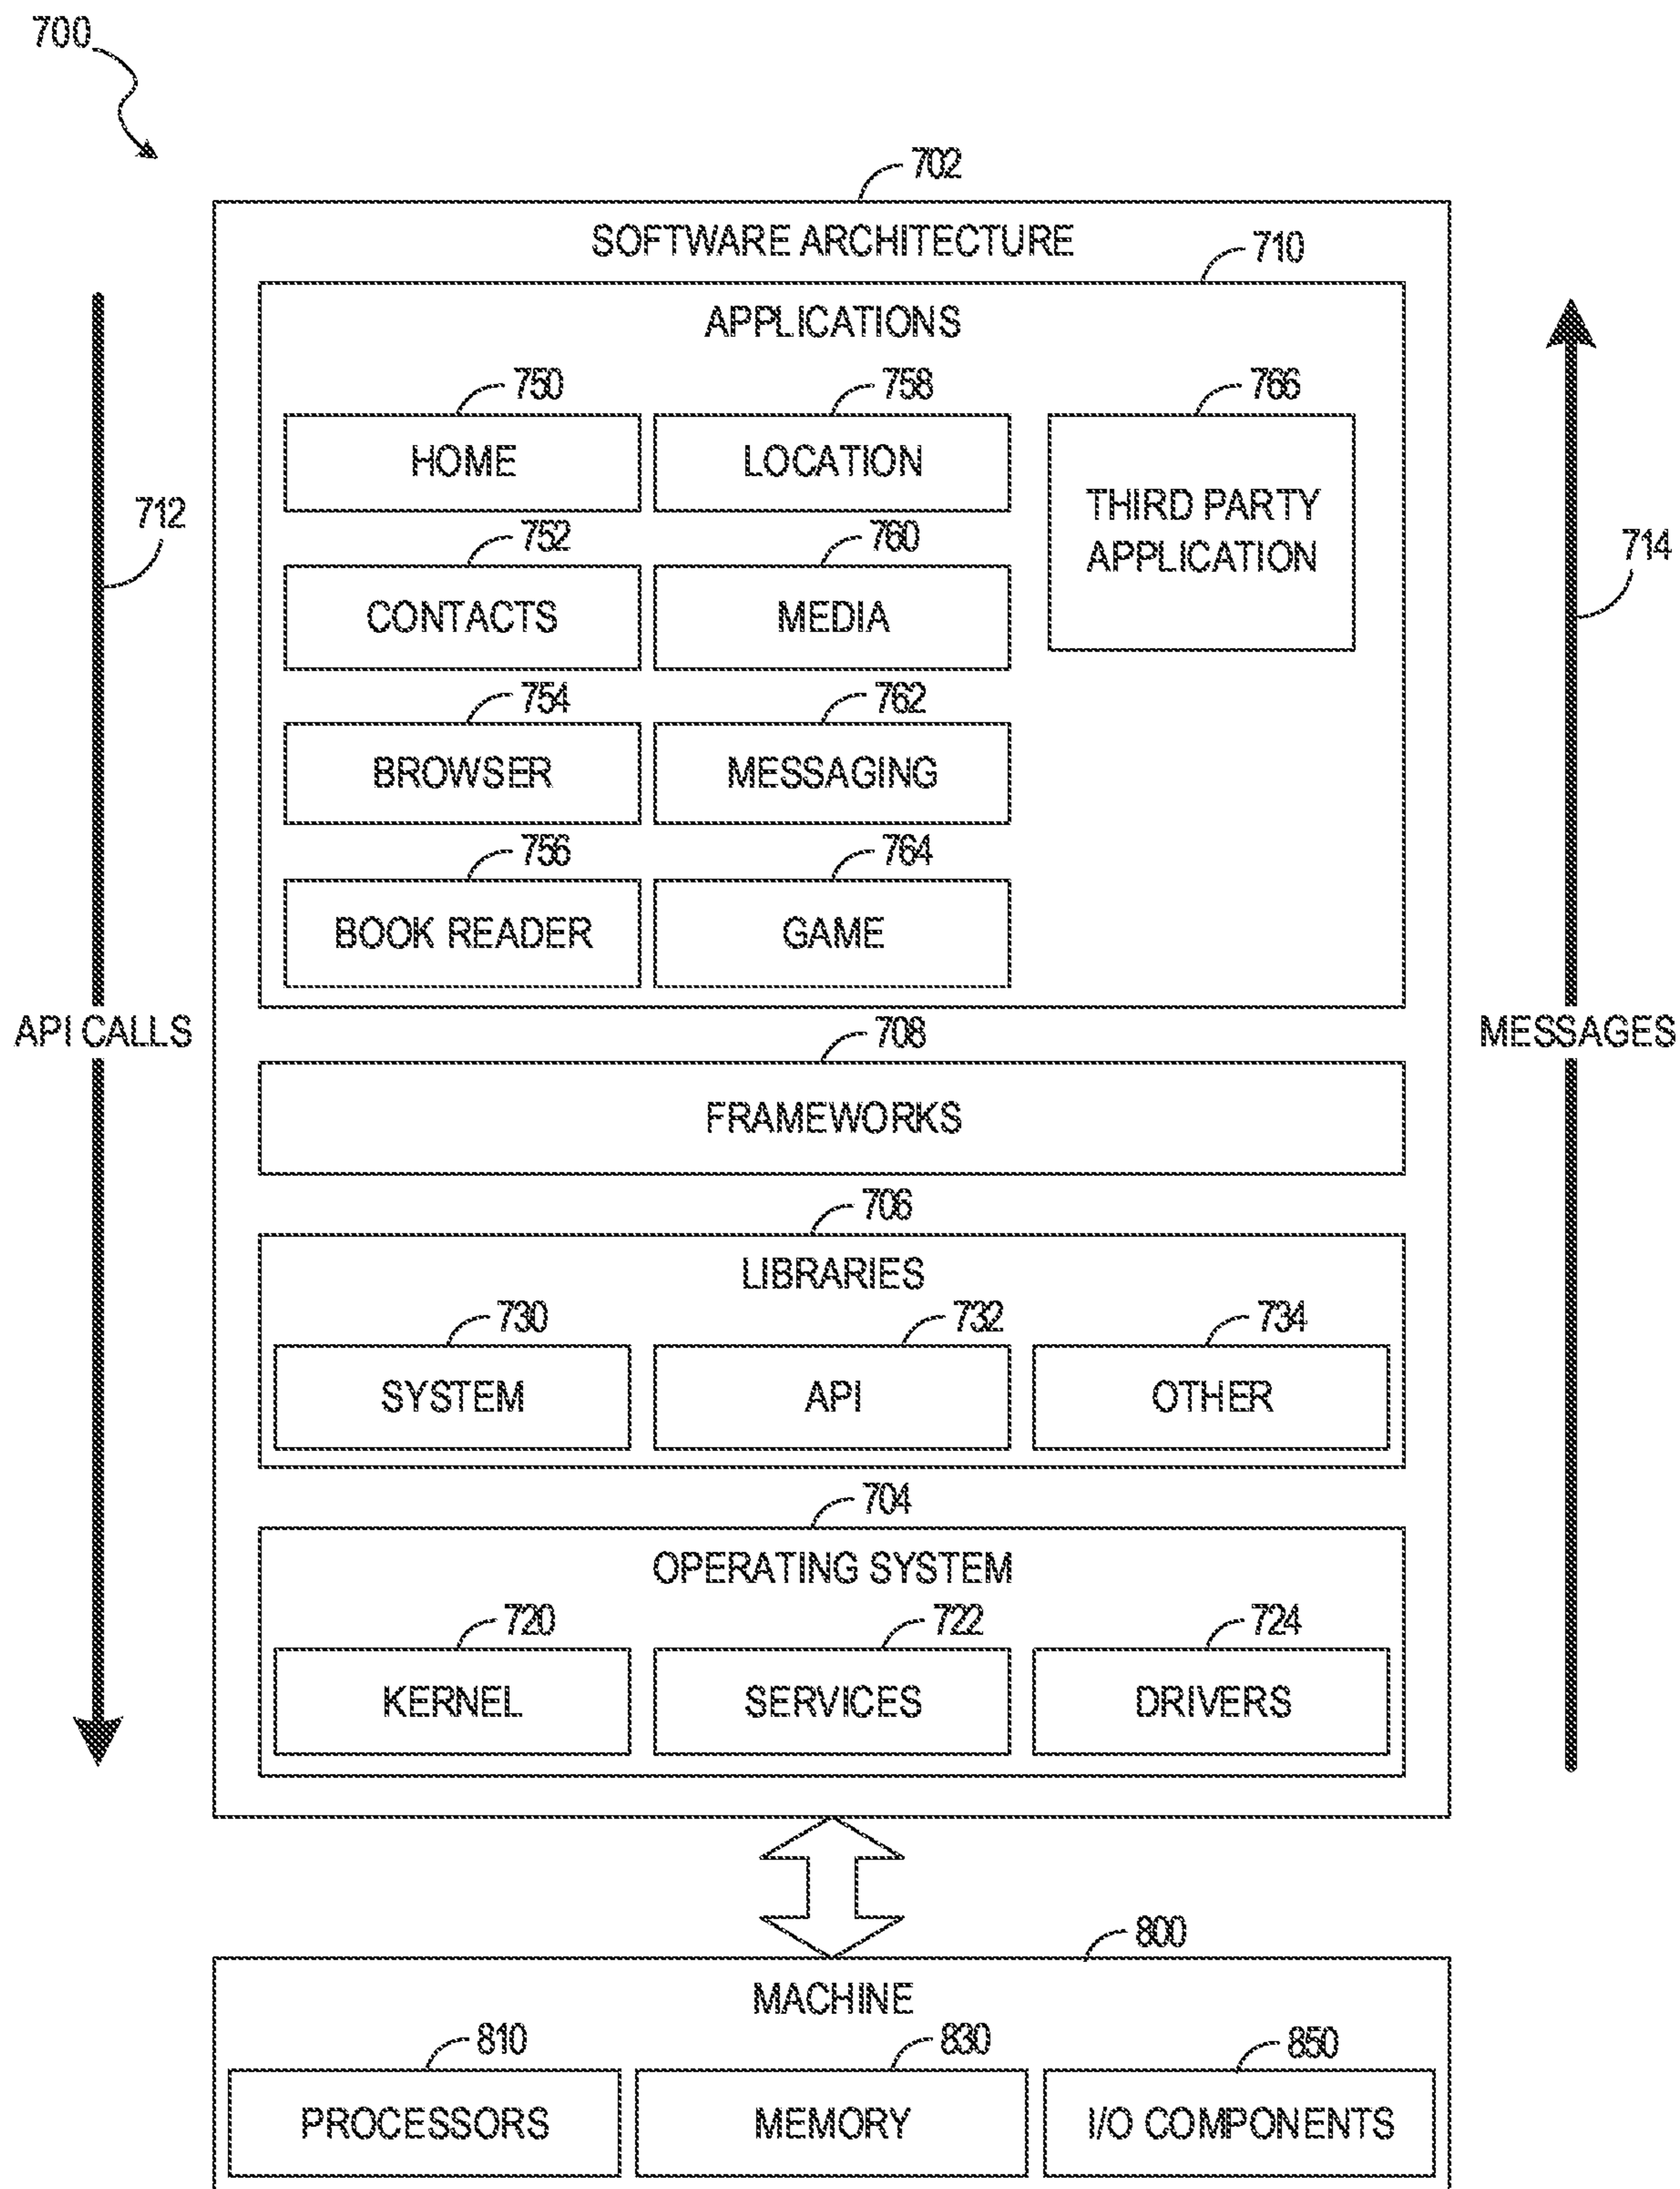 700
702
SOFTWARE ARCHITECTURE
710
APPLICATIONS
750
758
766
HOME
LOCATION
THIRD PARTY
APPLICATION
712
752
760
714
CONTACTS
MEDIA
754
762
BROWSER
MESSAGING
756
764
BOOK READER
GAME
API CALLS
MESSAGES
708
FRAMEWORKS
706
LIBRARIES
730
732
734
SYSTEM
API
OTHER
704
OPERATING SYSTEM
720
722
724
KERNEL
SERVICES
DRIVERS
800
MACHINE
810
830
850
PROCESSORS
MEMORY
I/O COMPONENTS